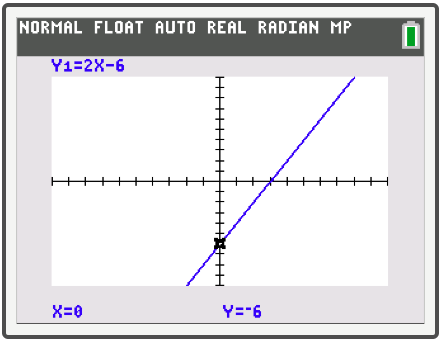 NORMAL FLOAT AUTO REAL RADIAN MP
Y₁=2X-6
X=0 Y=⁻6